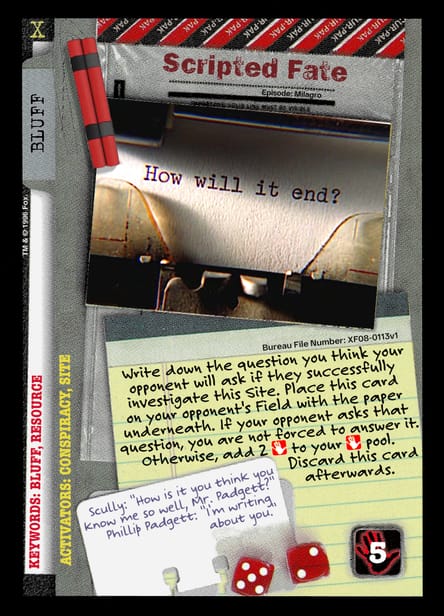 X
BLUFF
TM & © 1996 Fox.
KEYWORDS: BLUFF, RESOURCE
ACTIVATORS: CONSPIRACY, SITE
Scripted Fate
Episode: Milagro
How will it end?
Bureau File Number: XF08-0113v1
Write down the question you think your
opponent will ask if they successfully
investigate this Site. Place this card
on your opponent's Field with the paper
underneath. If your opponent asks that
question, you are not forced to answer it.
Otherwise, add 2 to your pool.
Discard this card
afterwards.
Scully: "How is it you think you
know me so well, Mr. Padgett?"
Phillip Padgett: "I'm writing
about you."
5